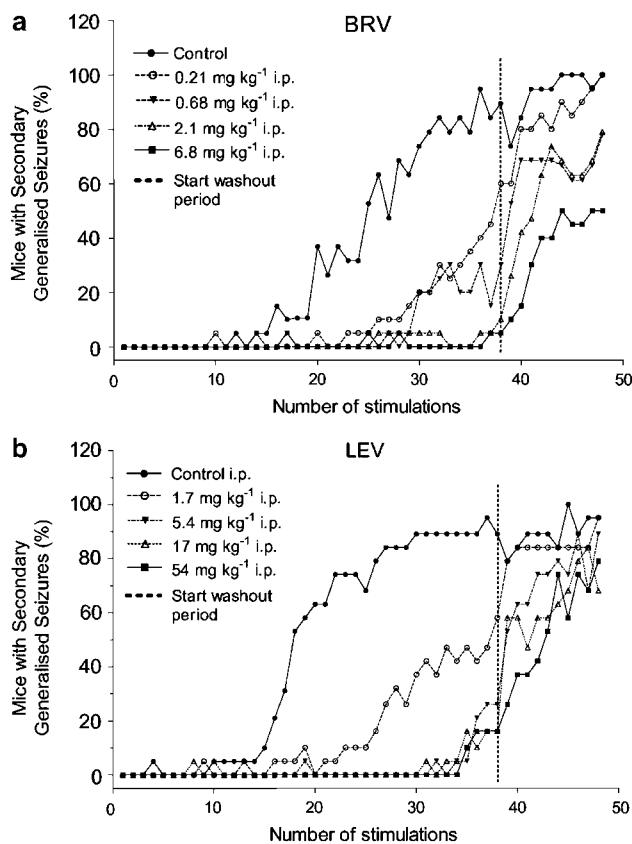 a
BRV
120
100
80
60
40
20
0
Mice with Secondary
Generalised Seizures (%)
Control
0.21 mg kg⁻¹ i.p.
0.68 mg kg⁻¹ i.p.
2.1 mg kg⁻¹ i.p.
6.8 mg kg⁻¹ i.p.
Start washout
period
0 10 20 30 40 50
Number of stimulations
b
LEV
120
100
80
60
40
20
0
Mice with Secondary
Generalised Seizures (%)
Control i.p.
1.7 mg kg⁻¹ i.p.
5.4 mg kg⁻¹ i.p.
17 mg kg⁻¹ i.p.
54 mg kg⁻¹ i.p.
Start washout
period
0 10 20 30 40 50
Number of stimulations